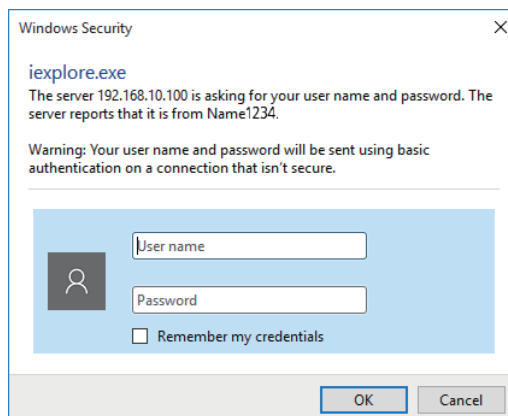 Windows Security
iexplore.exe
The server 192.168.10.100 is asking for your user name and password. The
server reports that it is from Name1234.
Warning: Your user name and password will be sent using basic
authentication on a connection that isn't secure.
User name
Password
Remember my credentials
OK
Cancel